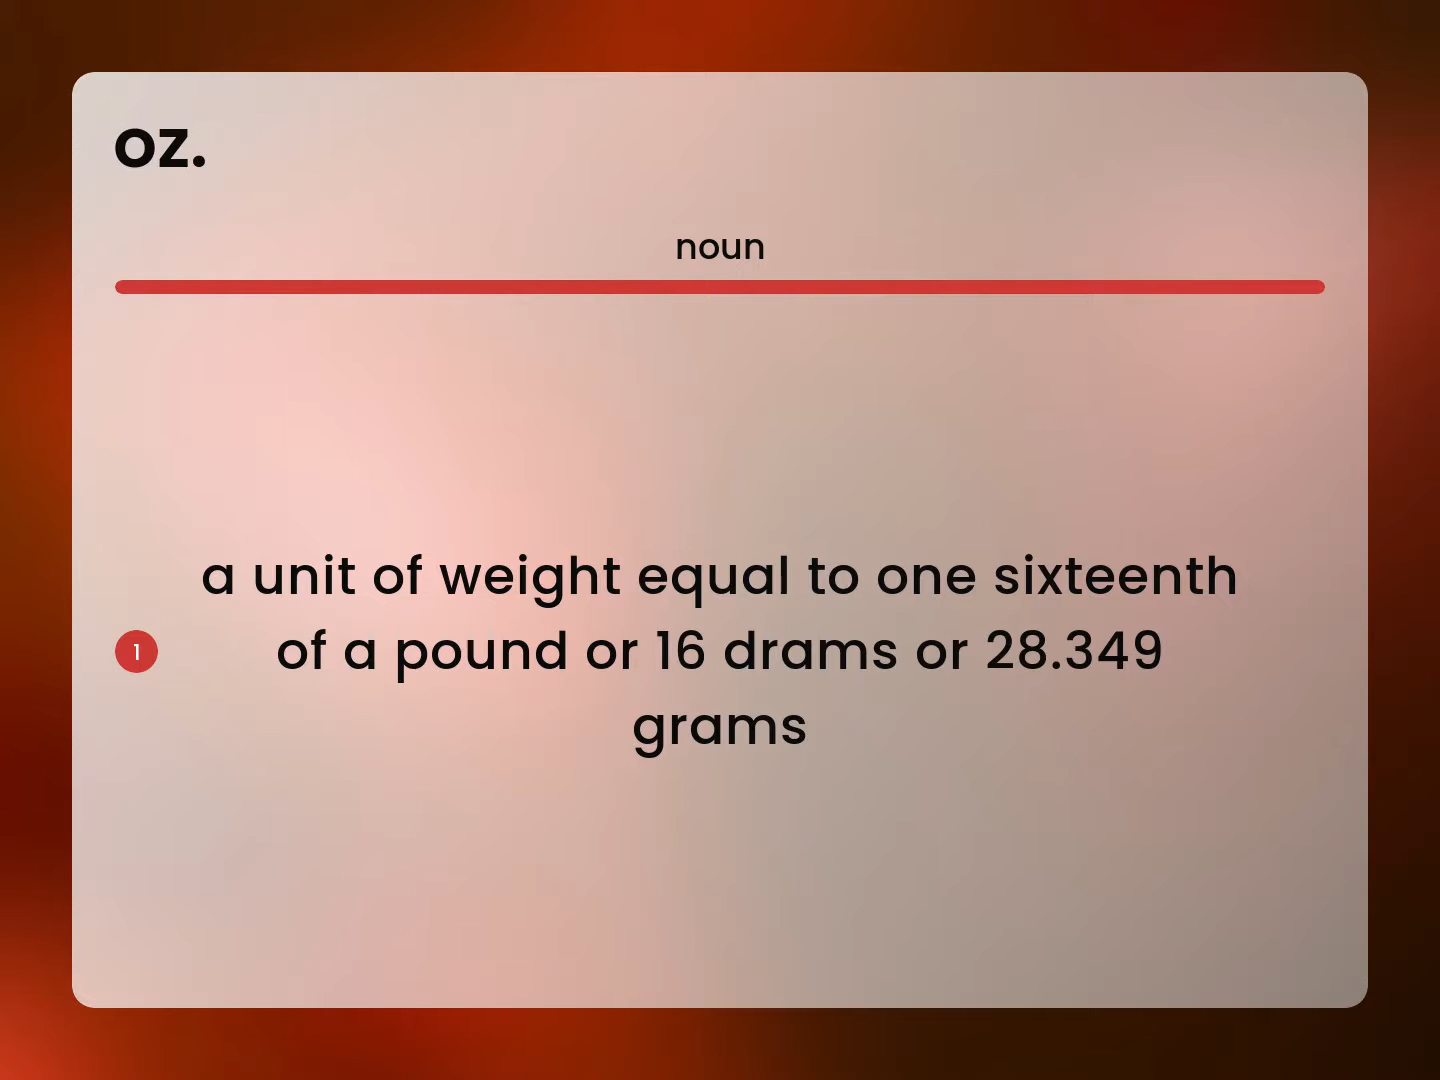 oz.
noun
a unit of weight equal to one sixteenth
1
of a pound or 16 drams or 28.349
grams